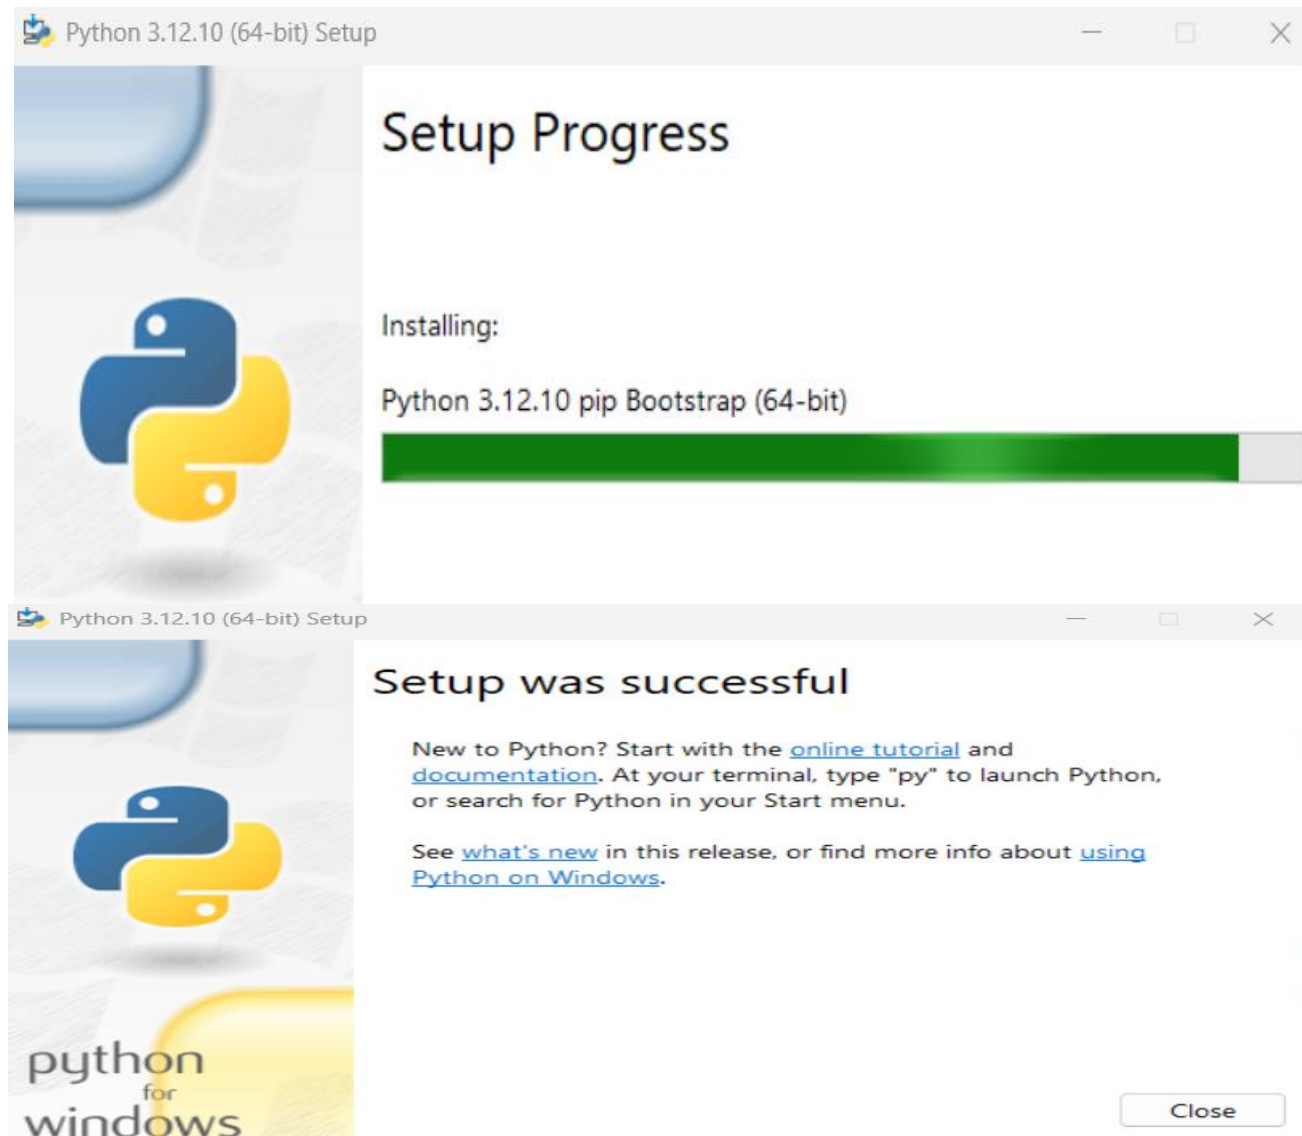 Python 3.12.10 (64-bit) Setup
Setup Progress
Installing:
Python 3.12.10 pip Bootstrap (64-bit)
Python 3.12.10 (64-bit) Setup
Setup was successful
New to Python? Start with the online tutorial and
documentation. At your terminal, type "py" to launch Python,
or search for Python in your Start menu.
See what's new in this release, or find more info about using
Python on Windows.
python
for
windows
Close